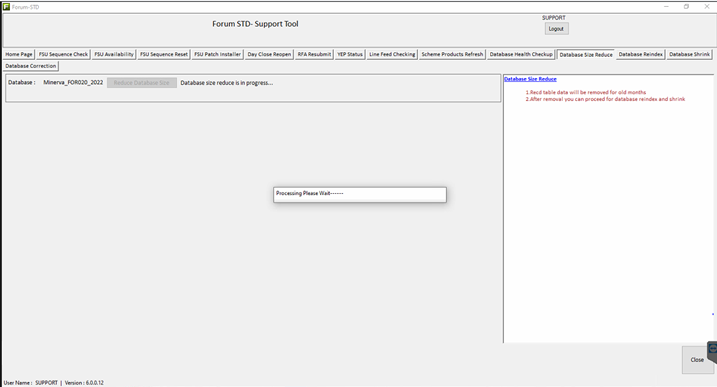 Forum-STD
Forum STD- Support Tool
SUPPORT
Logout
Home Page FSU Sequence Check FSU Availability FSU Sequence Reset FSU Patch Installer Day Close Reopen RFA Resubmit YEP Status Line Feed Checking Scheme Products Refresh Database Health Checkup Database Size Reduce Database Reindex Database Shrink
Database Correction
Database : Minerva_FOR020_2022 Reduce Database Size Database size reduce is in progress...
Database Size Reduce
1.Recd table data will be removed for old months
2.After removal you can proceed for database reindex and shrink
Processing Please Wait------
Close
User Name : SUPPORT | Version : 6.0.0.12